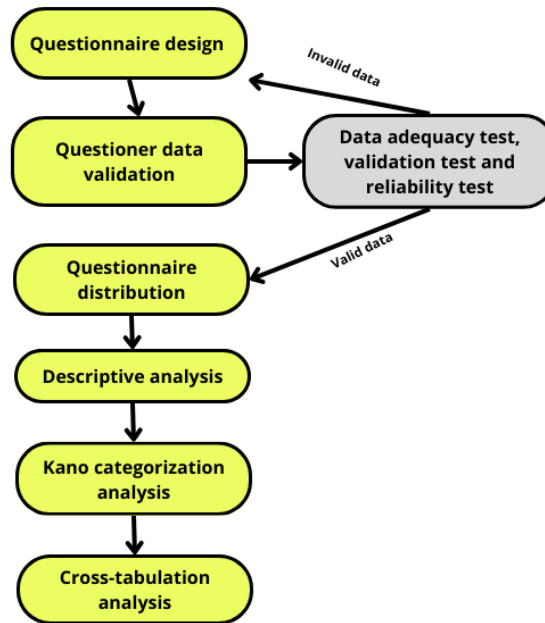 Questionnaire design
Invalid data
Questioner data
validation
Data adequacy test,
validation test and
reliability test
Valid data
Questionnaire
distribution
Descriptive analysis
Kano categorization
analysis
Cross-tabulation
analysis